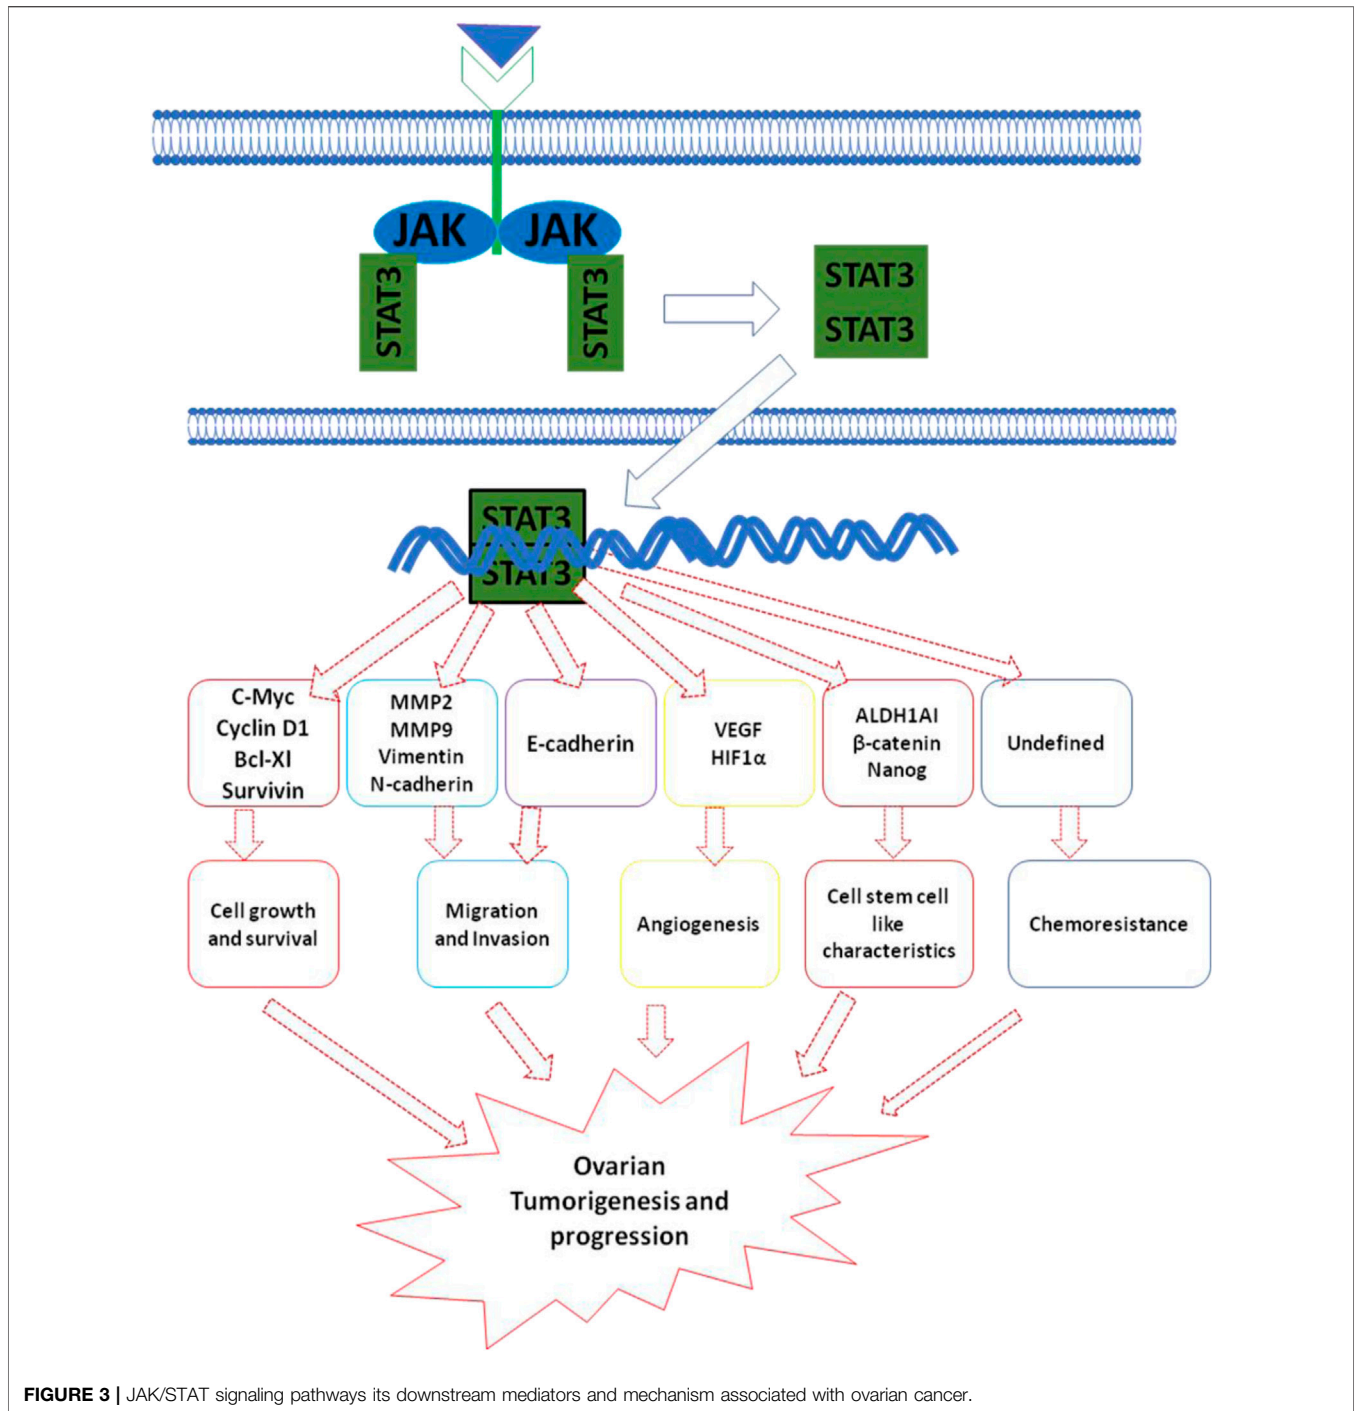 JAK
JAK
STAT3
STAT3
STAT3
STAT3
STAT3
STAT3
C-Myc
Cyclin D1
Bcl-Xl
Survivin
MMP2
MMP9
Vimentin
N-cadherin
E-cadherin
VEGF
HIF1α
ALDH1AI
β-catenin
Nanog
Undefined
Cell growth
and survival
Migration
and Invasion
Angiogenesis
Cell stem cell
like
characteristics
Chemoresistance
Ovarian
Tumorigenesis and
progression
FIGURE 3 | JAK/STAT signaling pathways its downstream mediators and mechanism associated with ovarian cancer.